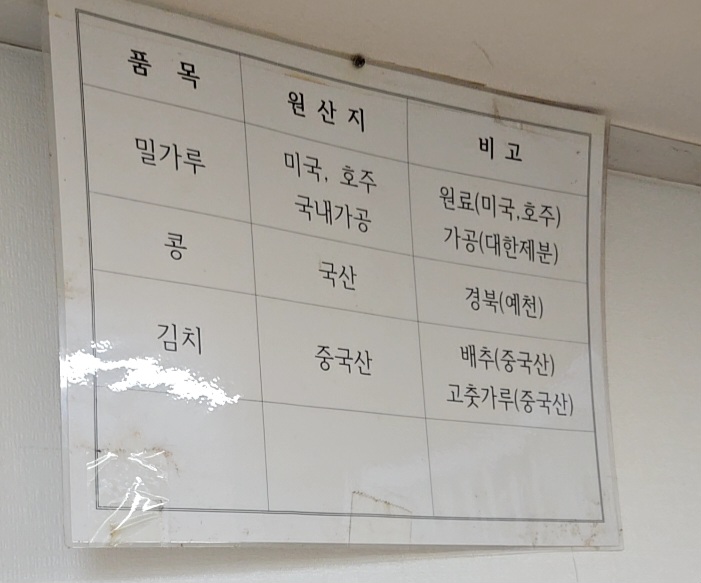 품 목 원 산 지 비 고
밀가루 미국, 호주 원료(미국,호주)
국내가공 가공(대한제분)
콩 국산 경북(예천)
김치 중국산 배추(중국산)
고춧가루(중국산)